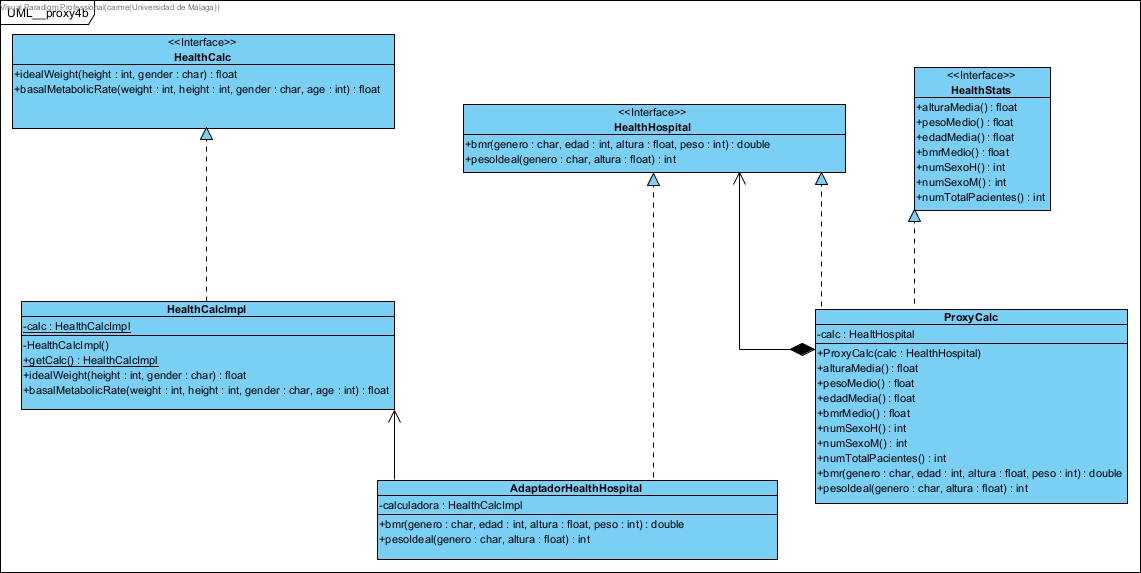 Visual Paradigm Professional(carme(Universidad de Málaga))
UML__proxy4b
<<Interface>>
HealthCalc
+idealWeight(height : int, gender : char) : float
+basalMetabolicRate(weight : int, height : int, gender : char, age : int) : float
<<Interface>>
HealthHospital
+bmr(genero : char, edad : int, altura : float, peso : int) : double
+pesoIdeal(genero : char, altura : float) : int
<<Interface>>
HealthStats
+alturaMedia() : float
+pesoMedio() : float
+edadMedia() : float
+bmrMedio() : float
+numSexoH() : int
+numSexoM() : int
+numTotalPacientes() : int
HealthCalcImpl
-calc : HealthCalcImpl
-HealthCalcImpl()
+getCalc() : HealthCalcImpl
+idealWeight(height : int, gender : char) : float
+basalMetabolicRate(weight : int, height : int, gender : char, age : int) : float
ProxyCalc
-calc : HealtHospital
+ProxyCalc(calc : HealthHospital)
+alturaMedia() : float
+pesoMedio() : float
+edadMedia() : float
+bmrMedio() : float
+numSexoH() : int
+numSexoM() : int
+numTotalPacientes() : int
+bmr(genero : char, edad : int, altura : float, peso : int) : double
+pesoIdeal(genero : char, altura : float) : int
AdaptadorHealthHospital
-calculadora : HealthCalcImpl
+bmr(genero : char, edad : int, altura : float, peso : int) : double
+pesoIdeal(genero : char, altura : float) : int